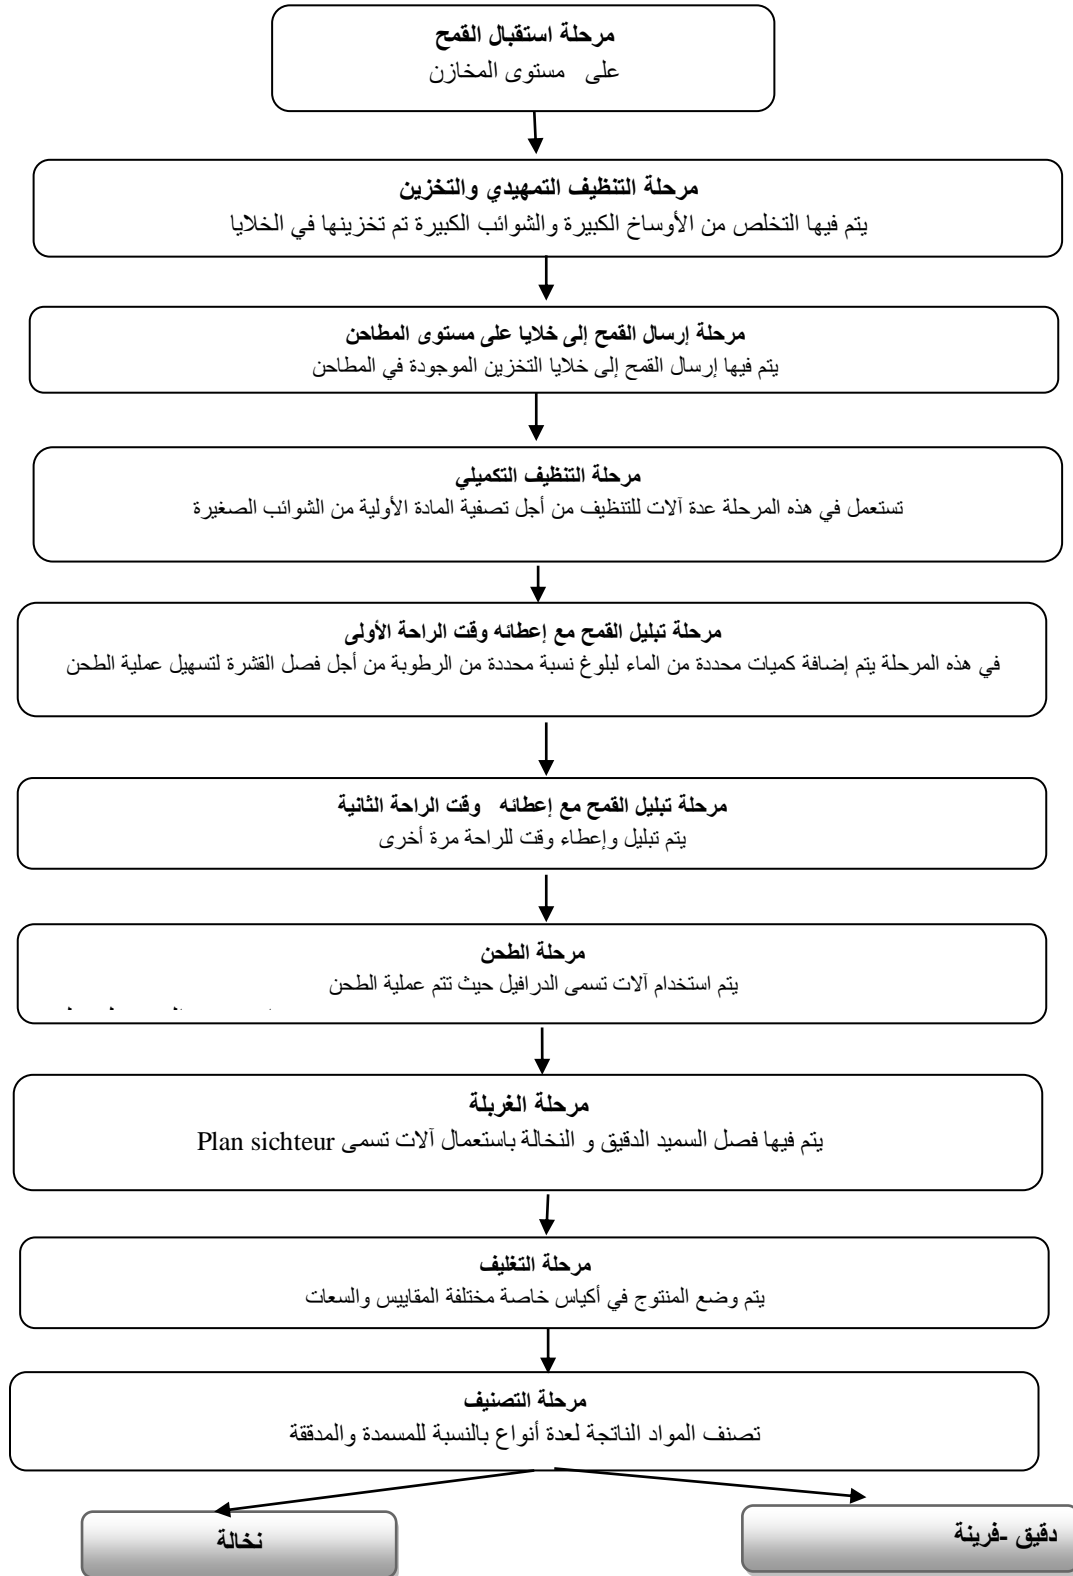 مرحلة استقبال القمح
على مستوى المخازن
مرحلة التنظيف التمهيدي والتخزين
يتم فيها التخلص من الأوساخ الكبيرة والشوائب الكبيرة تم تخزينها في الخلايا
مرحلة إرسال القمح إلى خلايا على مستوى المطاحن
يتم فيها إرسال القمح إلى خلايا التخزين الموجودة في المطاحن
مرحلة التنظيف التكميلي
تستعمل في هذه المرحلة عدة آلات للتنظيف من أجل تصفية المادة الأولية من الشوائب الصغيرة
مرحلة تبليل القمح مع إعطائه وقت الراحة الأولى
في هذه المرحلة يتم إضافة كميات محددة من الماء لبلوغ نسبة محددة من الرطوبة من أجل فصل القشرة لتسهيل عملية الطحن
مرحلة تبليل القمح مع إعطائه وقت الراحة الثانية
يتم تبليل وإعطاء وقت للراحة مرة أخرى
مرحلة الطحن
يتم استخدام آلات تسمى الدرافيل حيث تتم عملية الطحن
مرحلة الغربلة
يتم فيها فصل السميد الدقيق و النخالة باستعمال آلات تسمى Plan sichteur
مرحلة التغليف
يتم وضع المنتوج في أكياس خاصة مختلفة المقاييس والسعات
مرحلة التصنيف
تصنف المواد الناتجة لعدة أنواع بالنسبة للمسمدة والمدققة
دقيق -فرينة
نخالة